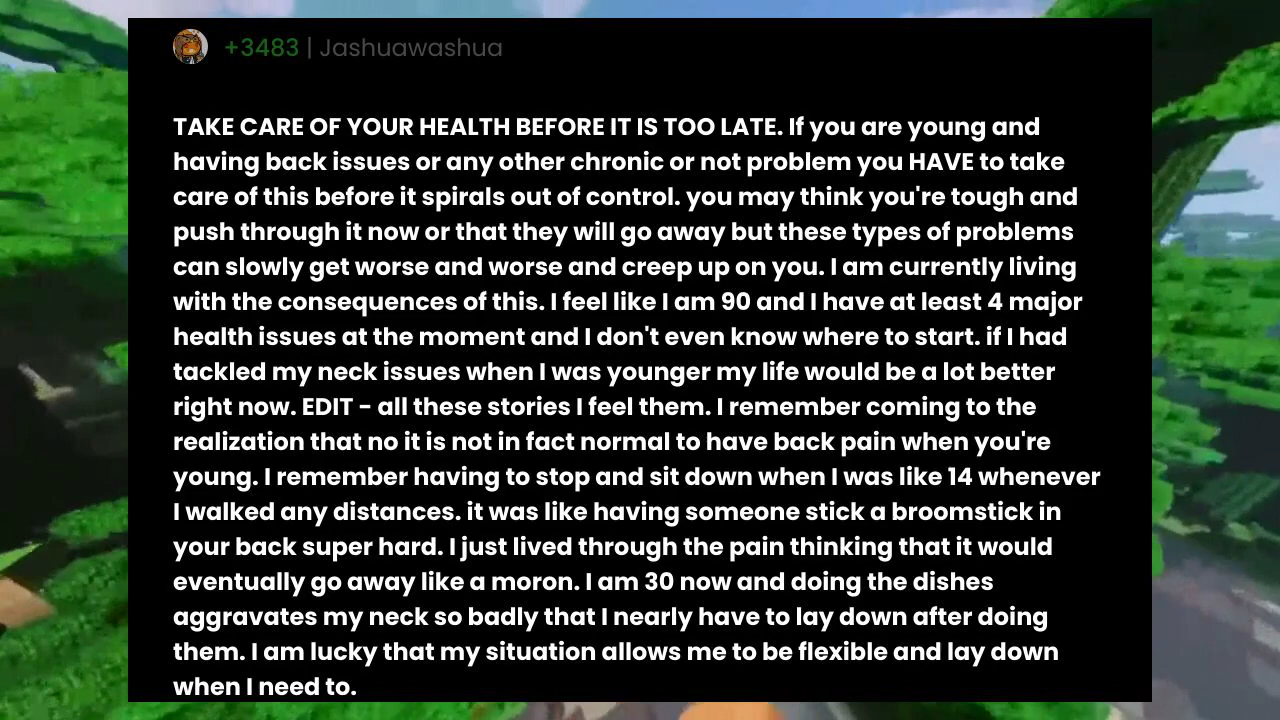 +3483 | Jashuawashua
TAKE CARE OF YOUR HEALTH BEFORE IT IS TOO LATE. If you are young and
having back issues or any other chronic or not problem you HAVE to take
care of this before it spirals out of control. you may think you're tough and
push through it now or that they will go away but these types of problems
can slowly get worse and worse and creep up on you. I am currently living
with the consequences of this. I feel like I am 90 and I have at least 4 major
health issues at the moment and I don't even know where to start. if I had
tackled my neck issues when I was younger my life would be a lot better
right now. EDIT - all these stories I feel them. I remember coming to the
realization that no it is not in fact normal to have back pain when you're
young. I remember having to stop and sit down when I was like 14 whenever
I walked any distances. it was like having someone stick a broomstick in
your back super hard. I just lived through the pain thinking that it would
eventually go away like a moron. I am 30 now and doing the dishes
aggravates my neck so badly that I nearly have to lay down after doing
them. I am lucky that my situation allows me to be flexible and lay down
when I need to.